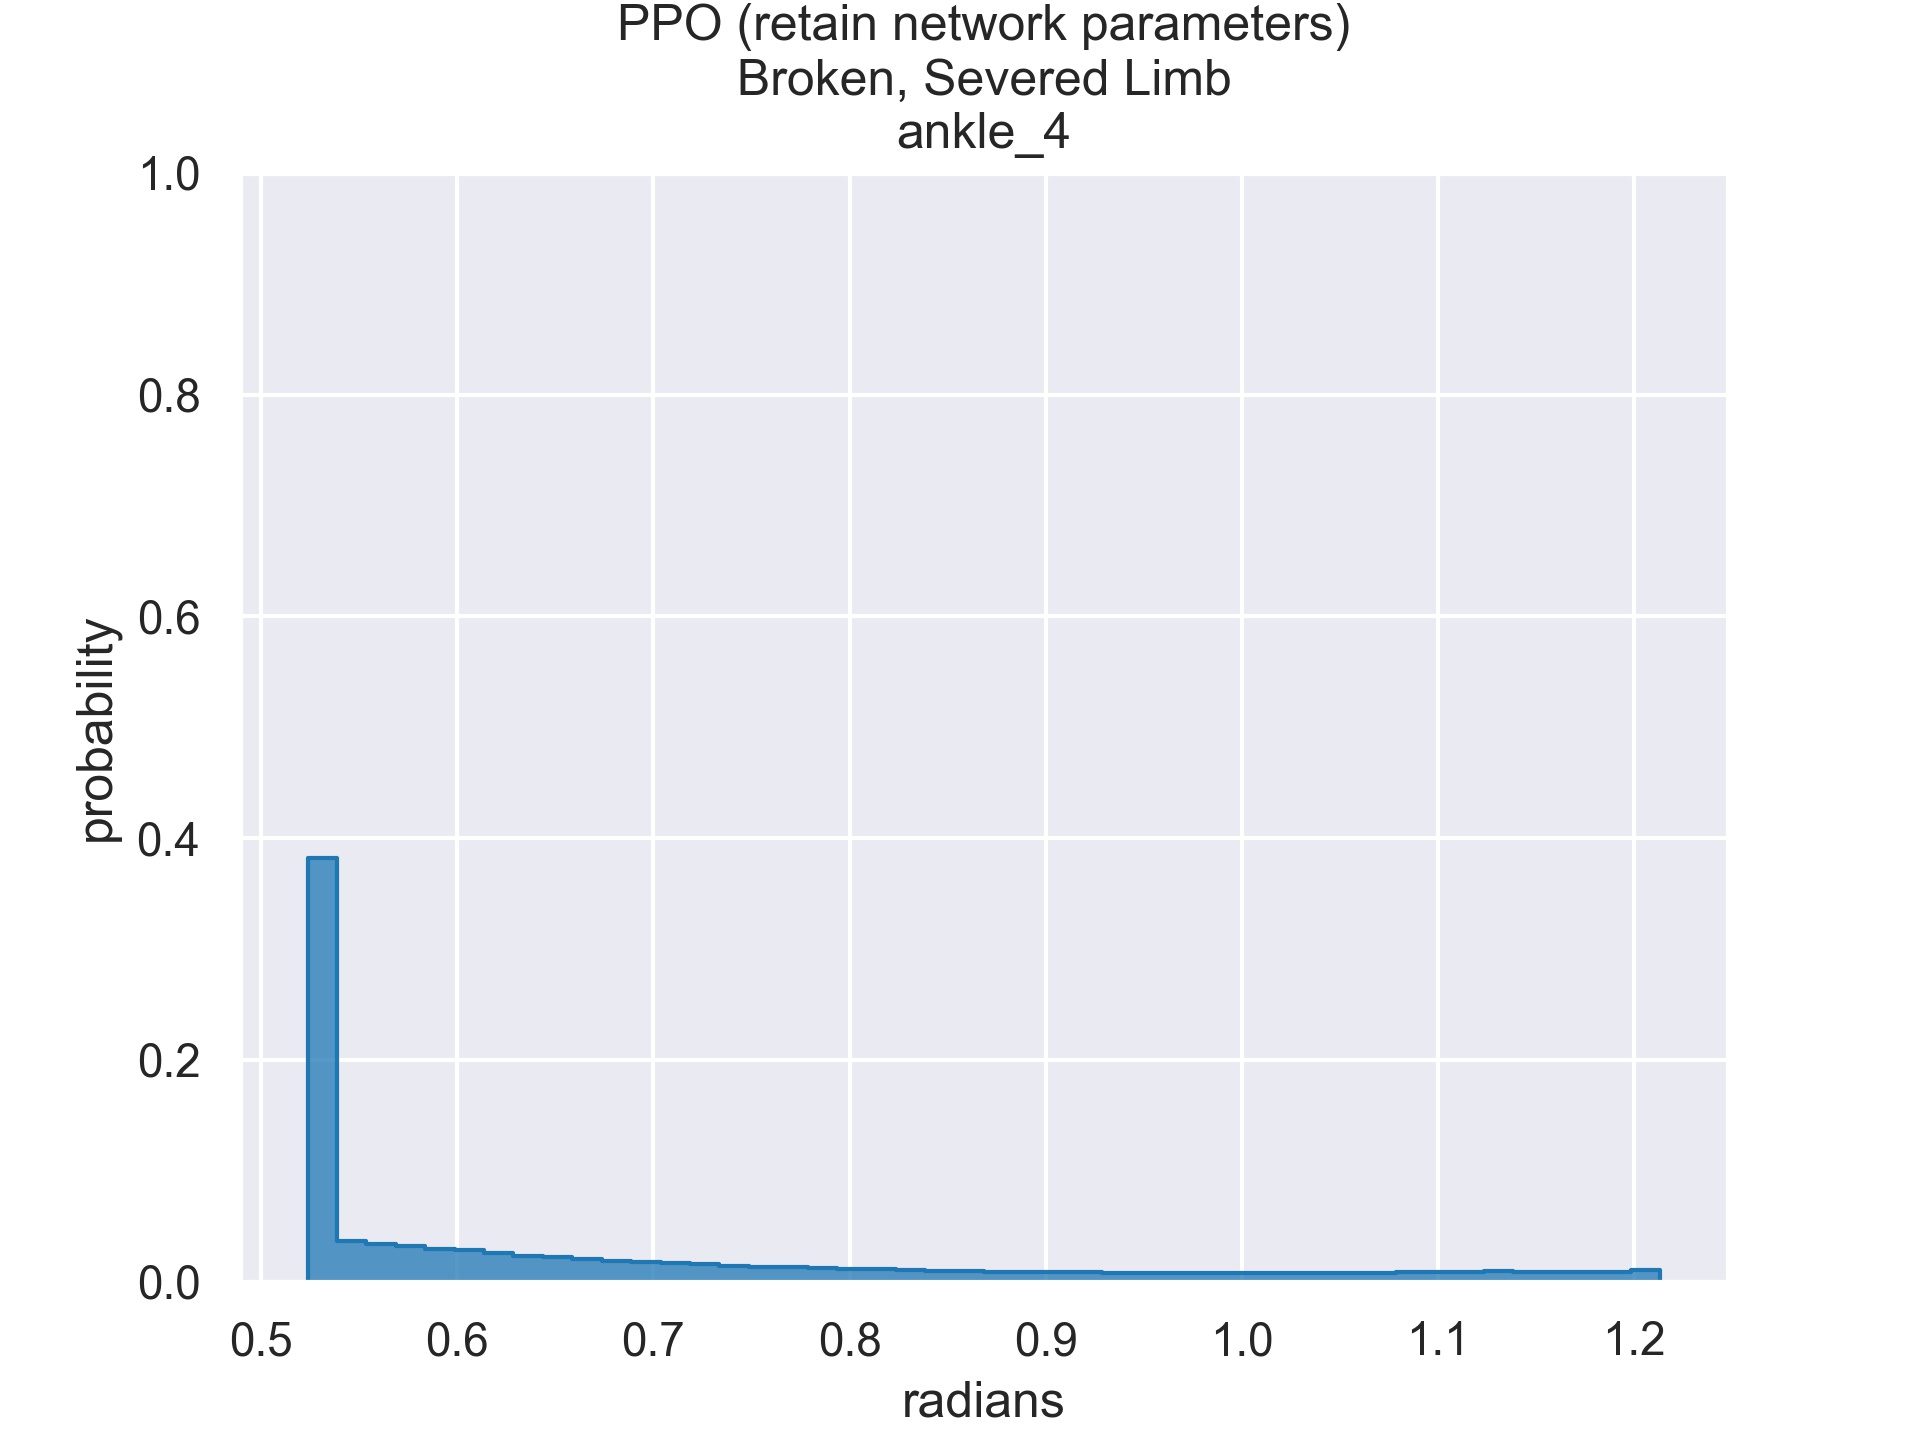 PPO (retain network parameters)
Broken, Severed Limb
ankle_4
1.0
0.8
0.6
0.4
0.2
0.0
probability
0.5 0.6 0.7 0.8 0.9 1.0 1.1 1.2
radians